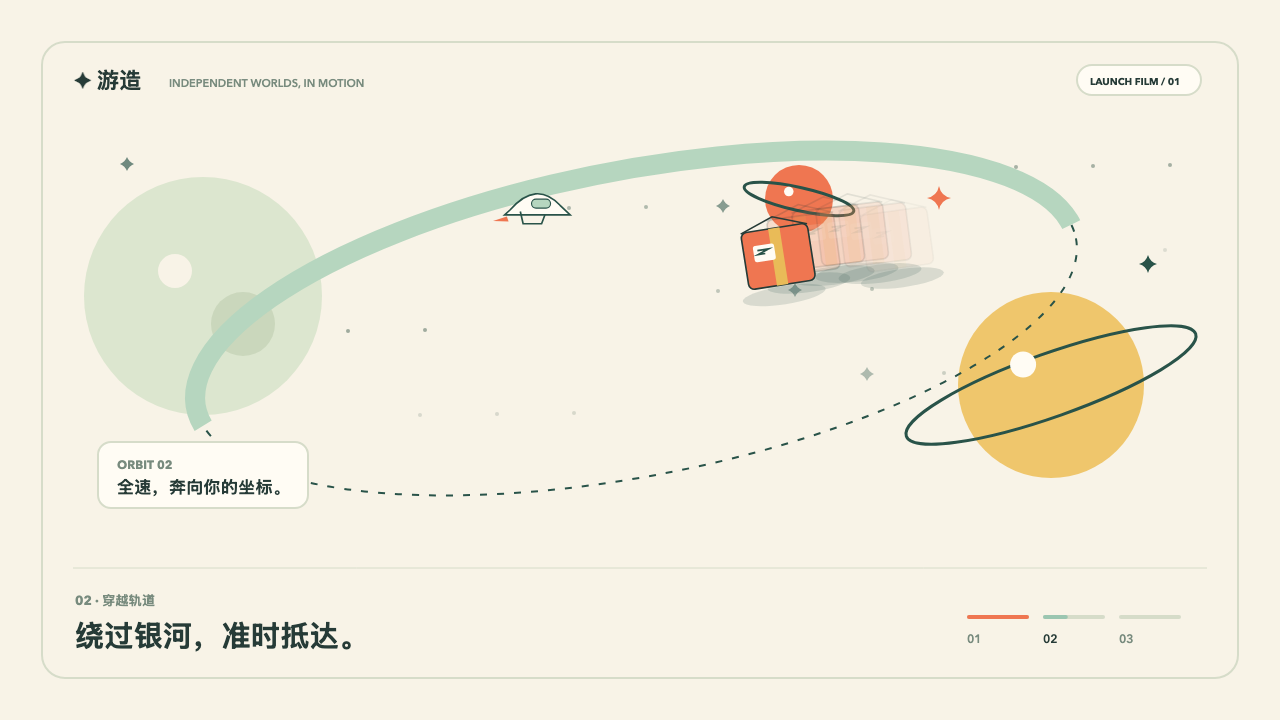 游造
INDEPENDENT WORLDS, IN MOTION
LAUNCH FILM / 01
ORBIT 02
全速，奔向你的坐标。
02 · 穿越轨道
绕过银河，准时抵达。
01
02
03